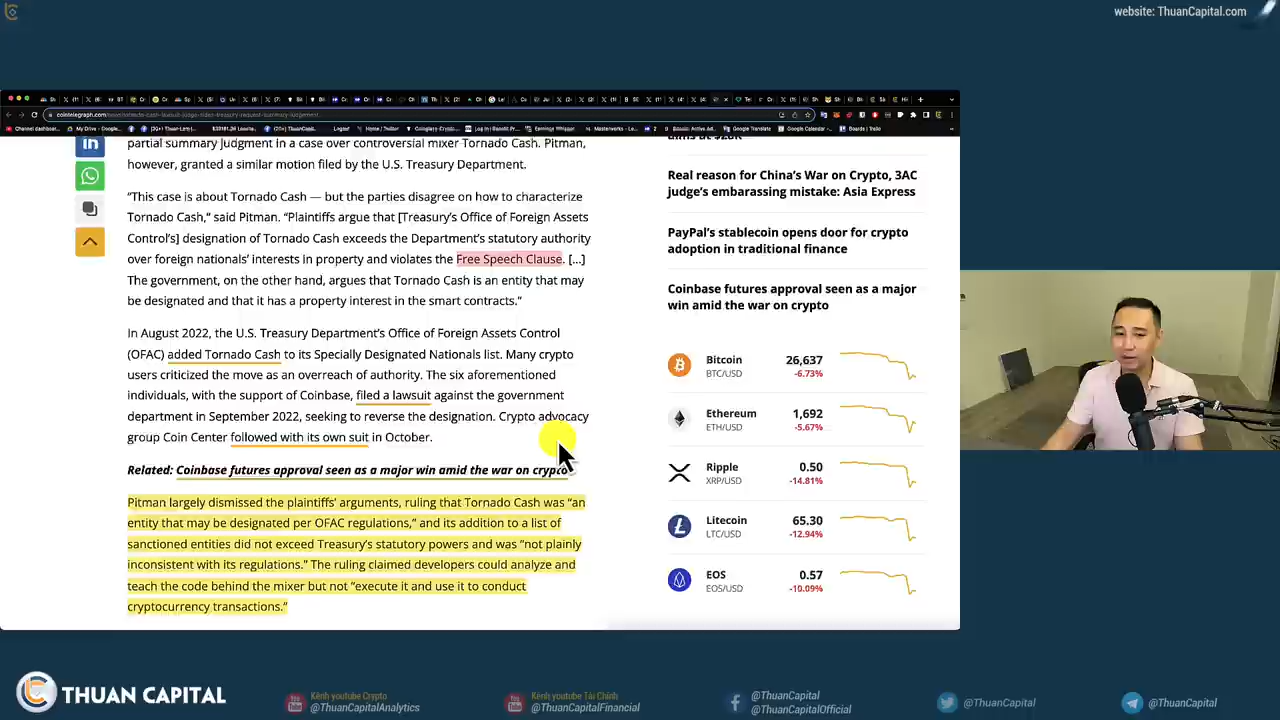 website: ThuanCapital.com
partial summary judgment in a case over controversial mixer Tornado Cash. Pitman,
however, granted a similar motion filed by the U.S. Treasury Department.
“This case is about Tornado Cash — but the parties disagree on how to characterize
Tornado Cash,” said Pitman. “Plaintiffs argue that [Treasury’s Office of Foreign Assets
Control’s] designation of Tornado Cash exceeds the Department’s statutory authority
over foreign nationals’ interests in property and violates the Free Speech Clause. [...]
The government, on the other hand, argues that Tornado Cash is an entity that may
be designated and that it has a property interest in the smart contracts.”
In August 2022, the U.S. Treasury Department’s Office of Foreign Assets Control
(OFAC) added Tornado Cash to its Specially Designated Nationals list. Many crypto
users criticized the move as an overreach of authority. The six aforementioned
individuals, with the support of Coinbase, filed a lawsuit against the government
department in September 2022, seeking to reverse the designation. Crypto advocacy
group Coin Center followed with its own suit in October.
Related: Coinbase futures approval seen as a major win amid the war on crypto
Pitman largely dismissed the plaintiffs’ arguments, ruling that Tornado Cash was “an
entity that may be designated per OFAC regulations,” and its addition to a list of
sanctioned entities did not exceed Treasury’s statutory powers and was “not plainly
inconsistent with its regulations.” The ruling claimed developers could analyze and
teach the code behind the mixer but not “execute it and use it to conduct
cryptocurrency transactions.”
aims at $20K
Real reason for China’s War on Crypto, 3AC
judge’s embarassing mistake: Asia Express
PayPal’s stablecoin opens door for crypto
adoption in traditional finance
Coinbase futures approval seen as a major
win amid the war on crypto
Bitcoin 26,637
BTC/USD -6.73%
Ethereum 1,692
ETH/USD -5.67%
Ripple 0.50
XRP/USD -14.81%
Litecoin 65.30
LTC/USD -12.94%
EOS 0.57
EOS/USD -10.09%
THUAN CAPITAL
Kênh youtube Crypto
@ThuanCapitalAnalytics
Kênh youtube Tài Chính
@ThuanCapitalFinancial
@ThuanCapital
@ThuanCapitalOfficial
@ThuanCapital
@ThuanCapital